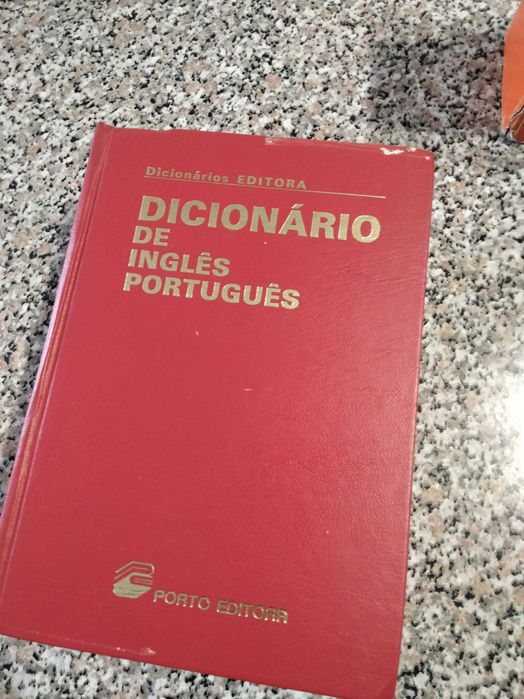 Dicionários EDITORA
DICIONÁRIO
DE
INGLÊS
PORTUGUÊS
PORTO EDITORA